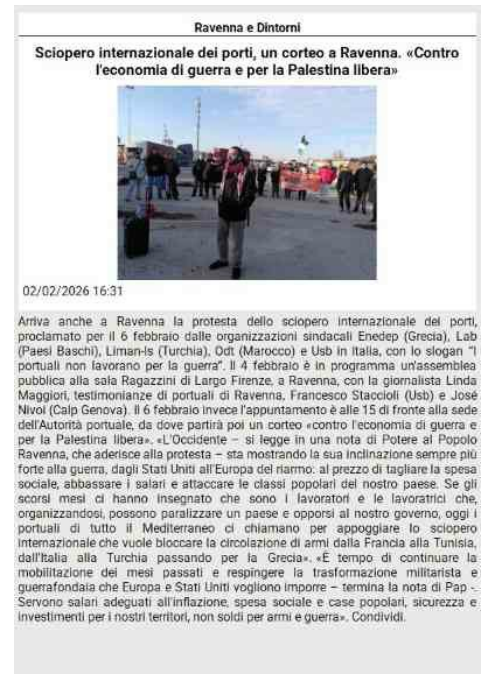 Ravenna e Dintorni
Sciopero internazionale dei porti, un corteo a Ravenna. «Contro
l'economia di guerra e per la Palestina libera»
02/02/2026 16:31
Arriva anche a Ravenna la protesta dello sciopero internazionale dei porti,
proclamato per il 6 febbraio dalle organizzazioni sindacali Enedep (Grecia), Lab
(Paesi Baschi), Liman-Is (Turchia), Odt (Marocco) e Usb in Italia, con lo slogan "I
portuali non lavorano per la guerra". Il 4 febbraio è in programma un'assemblea
pubblica alla sala Ragazzini di Largo Firenze, a Ravenna, con la giornalista Linda
Maggiori, testimonianze di portuali di Ravenna, Francesco Staccioli (Usb) e José
Nivoi (Calp Genova). Il 6 febbraio invece l'appuntamento è alle 15 di fronte alla sede
dell'Autorità portuale, da dove partirà poi un corteo «contro l'economia di guerra e
per la Palestina libera». «L'Occidente – si legge in una nota di Potere al Popolo
Ravenna, che aderisce alla protesta – sta mostrando la sua inclinazione sempre più
forte alla guerra, dagli Stati Uniti all'Europa del riarmo: al prezzo di tagliare la spesa
sociale, abbassare i salari e attaccare le classi popolari del nostro paese. Se gli
scorsi mesi ci hanno insegnato che sono i lavoratori e le lavoratrici che,
organizzandosi, possono paralizzare un paese e opporsi al nostro governo, oggi i
portuali di tutto il Mediterraneo ci chiamano per appoggiare lo sciopero
internazionale che vuole bloccare la circolazione di armi dalla Francia alla Tunisia,
dall'Italia alla Turchia passando per la Grecia». «È tempo di continuare la
mobilitazione dei mesi passati e respingere la trasformazione militarista e
guerrafondaia che Europa e Stati Uniti vogliono imporre – termina la nota di Pap -.
Servono salari adeguati all'inflazione, spesa sociale e case popolari, sicurezza e
investimenti per i nostri territori, non soldi per armi e guerra». Condividi.